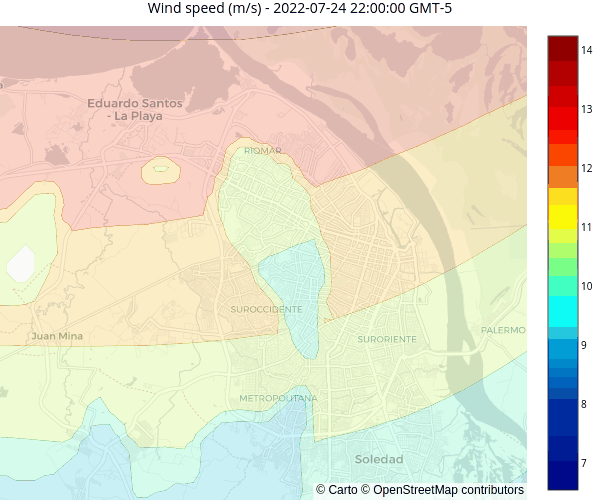 Wind speed (m/s) - 2022-07-24 22:00:00 GMT-5
14
13
12
11
10
9
8
7
Eduardo Santos
- La Playa
RIOMAR
SUROCCIDENTE
Juan Mina
SURORIENTE
PALERMO
METROPOLITANA
Soledad
© Carto © OpenStreetMap contributors